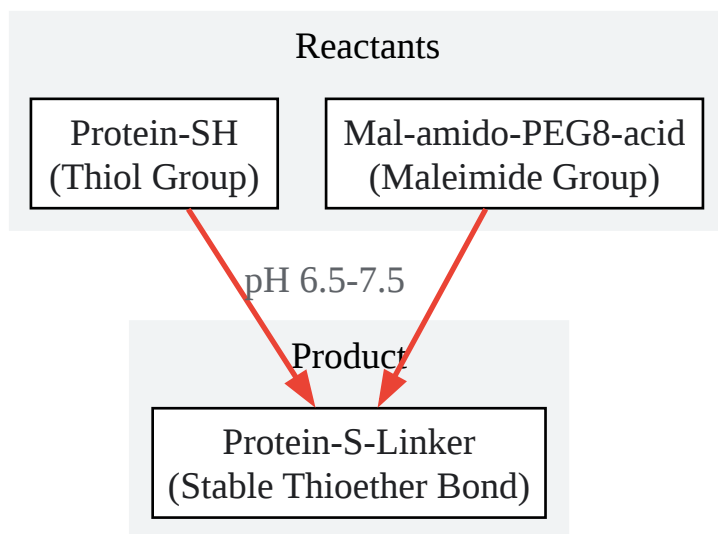 Reactants
Protein-SH
(Thiol Group)
Mal-amido-PEG8-acid
(Maleimide Group)
pH 6.5-7.5
Product
Protein-S-Linker
(Stable Thioether Bond)